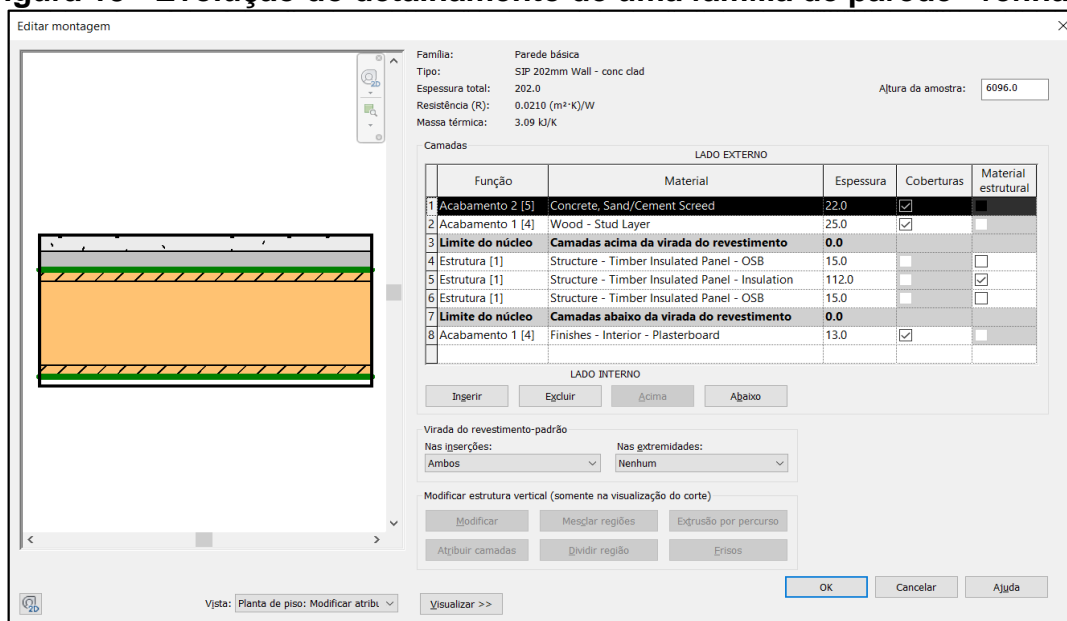 Editar montagem
Família: Parede básica
Tipo: SIP 202mm Wall - conc clad
Espessura total: 202.0
Altura da amostra: 6096.0
Resistência (R): 0.0210 (m²·K)/W
Massa térmica: 3.09 kJ/K
Camadas
LADO EXTERNO
Função Material Espessura Coberturas Material estrutural
1 Acabamento 2 [5] Concrete, Sand/Cement Screed 22.0
2 Acabamento 1 [4] Wood - Stud Layer 25.0
3 Limite do núcleo Camadas acima da virada do revestimento 0.0
4 Estrutura [1] Structure - Timber Insulated Panel - OSB 15.0
5 Estrutura [1] Structure - Timber Insulated Panel - Insulation 112.0
6 Estrutura [1] Structure - Timber Insulated Panel - OSB 15.0
7 Limite do núcleo Camadas abaixo da virada do revestimento 0.0
8 Acabamento 1 [4] Finishes - Interior - Plasterboard 13.0
LADO INTERNO
Inserir Excluir Acima Abaixo
Virada do revestimento-padrão
Nas inserções: Nas extremidades:
Ambos Nenhum
Modificar estrutura vertical (somente na visualização do corte)
Modificar Mesclar regiões Extrusão por percurso
Atribuir camadas Dividir região Frisos
OK Cancelar Ajuda
2D Vista: Planta de piso: Modificar atribu Visualizar >>